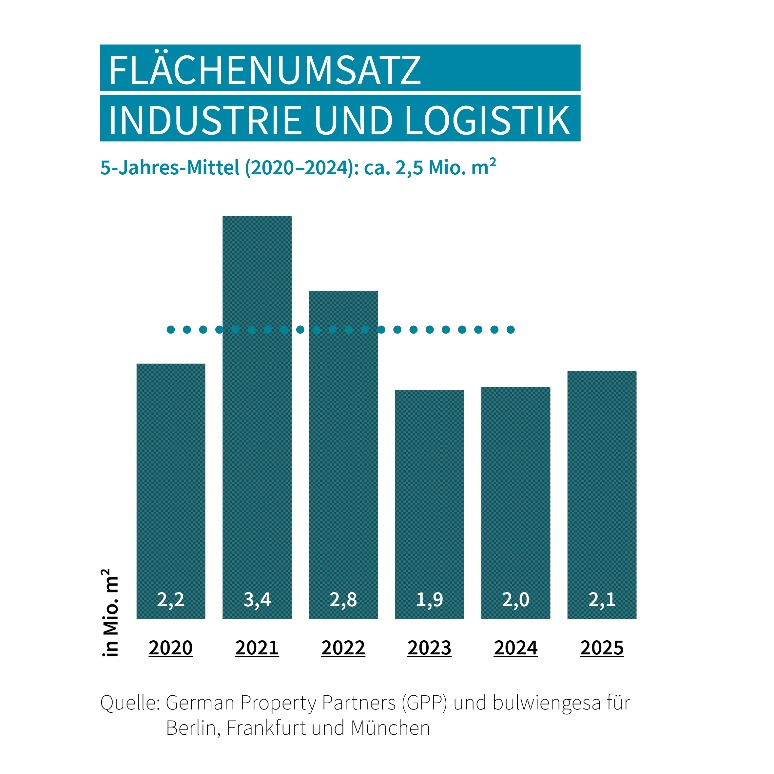 FLÄCHENUMSATZ
INDUSTRIE UND LOGISTIK
5-Jahres-Mittel (2020–2024): ca. 2,5 Mio. m²
in Mio. m²
2,2 3,4 2,8 1,9 2,0 2,1
2020 2021 2022 2023 2024 2025
Quelle: German Property Partners (GPP) und bulwiengesa für
Berlin, Frankfurt und München